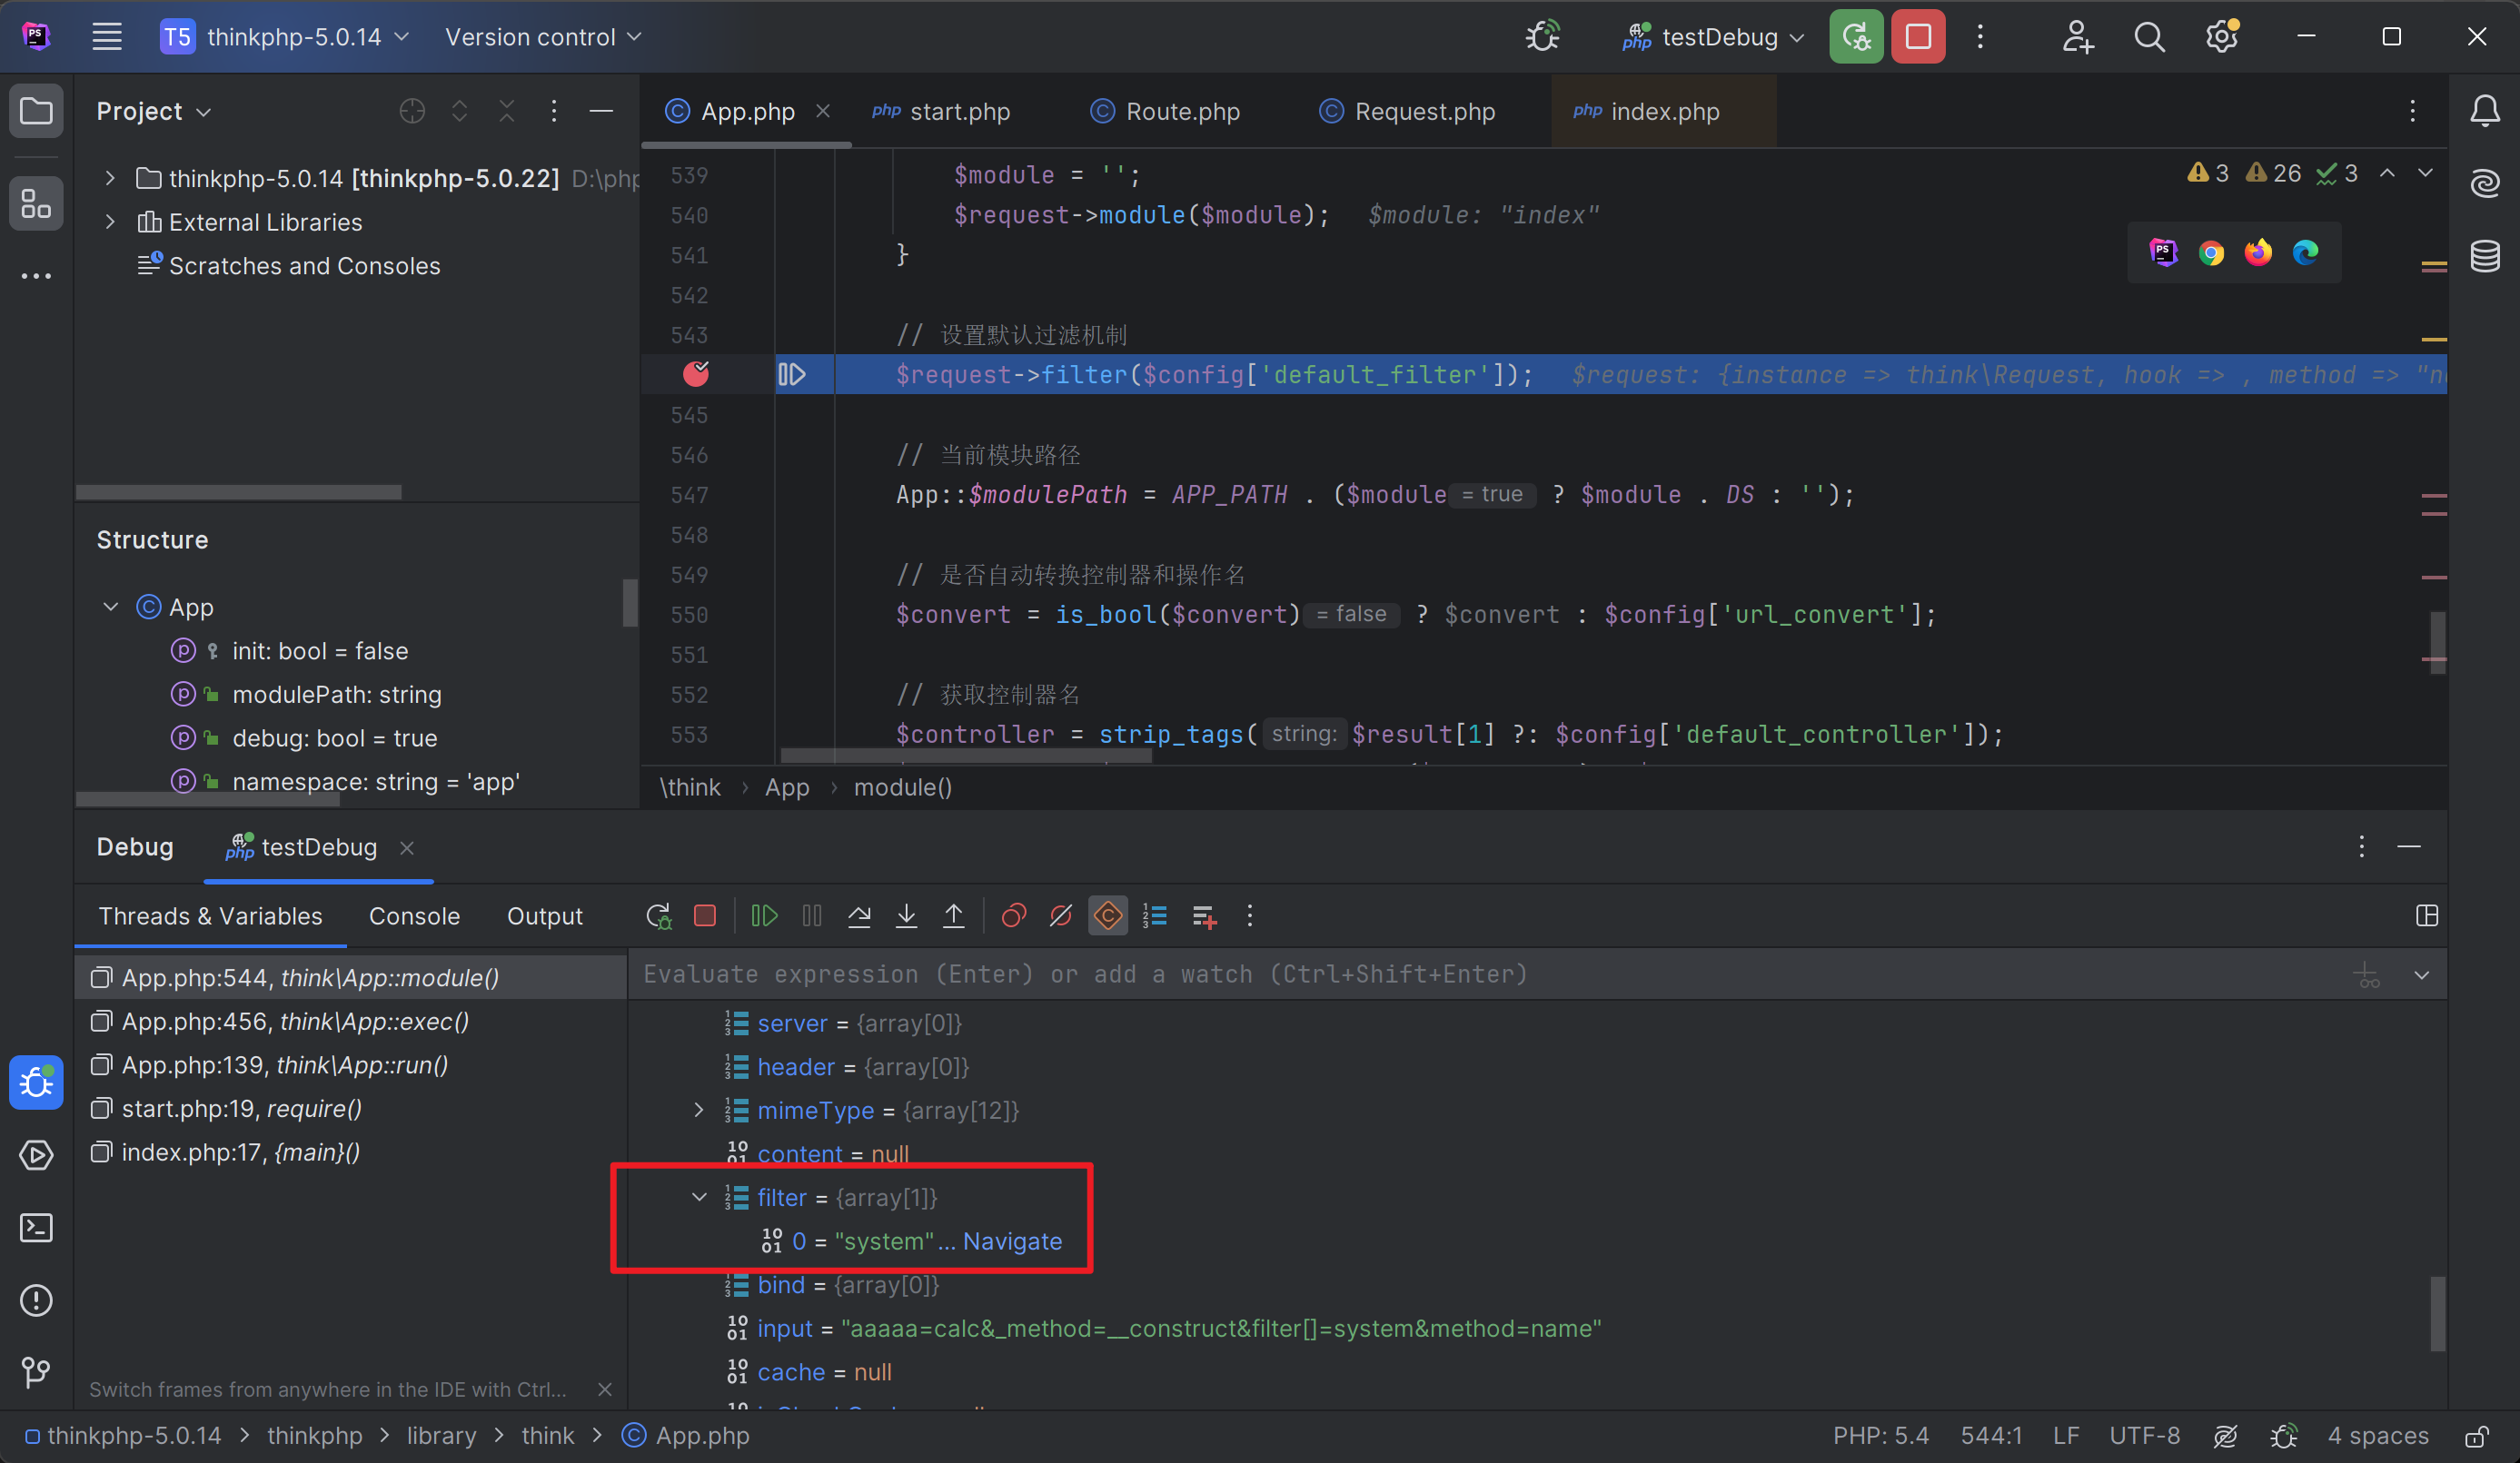 T5 thinkphp-5.0.14 Version control testDebug
Project
thinkphp-5.0.14 [thinkphp-5.0.22] D:\php
External Libraries
Scratches and Consoles
Structure
App
init: bool = false
modulePath: string
debug: bool = true
namespace: string = 'app'
App.php start.php Route.php Request.php index.php
3 26 3
539 $module = '';
540 $request->module($module); $module: "index"
541 }
542
543 // 设置默认过滤机制
$request->filter($config['default_filter']); $request: {instance => think\Request, hook => , method => "n
545
546 // 当前模块路径
547 App::$modulePath = APP_PATH . ($module = true ? $module . DS : '');
548
549 // 是否自动转换控制器和操作名
550 $convert = is_bool($convert) = false ? $convert : $config['url_convert'];
551
552 // 获取控制器名
553 $controller = strip_tags( string: $result[1] ?: $config['default_controller']);
\think › App › module()
Debug testDebug
Threads & Variables Console Output
App.php:544, think\App::module()
App.php:456, think\App::exec()
App.php:139, think\App::run()
start.php:19, require()
index.php:17, {main}()
Switch frames from anywhere in the IDE with Ctrl...
Evaluate expression (Enter) or add a watch (Ctrl+Shift+Enter)
server = {array[0]}
header = {array[0]}
mimeType = {array[12]}
content = null
filter = {array[1]}
0 = "system"... Navigate
bind = {array[0]}
input = "aaaaa=calc&_method=__construct&filter[]=system&method=name"
cache = null
thinkphp-5.0.14 > thinkphp > library > think > App.php
PHP: 5.4 544:1 LF UTF-8 4 spaces